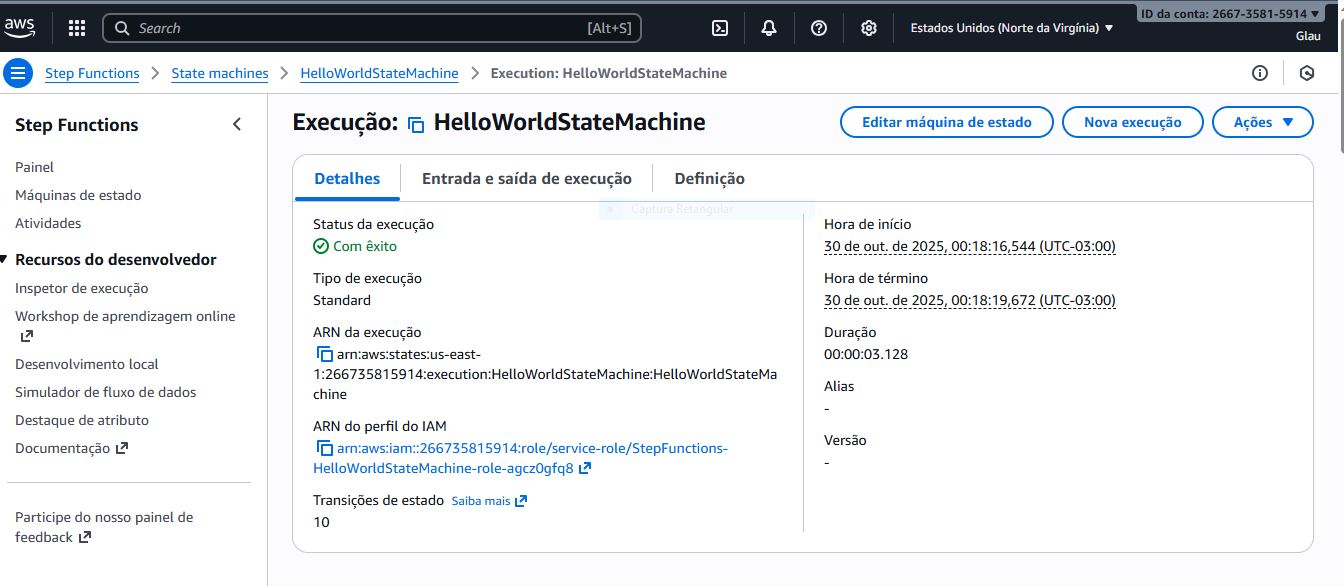 aws
Search
[Alt+S]
Estados Unidos (Norte da Virgínia)
ID da conta: 2667-3581-5914
Glau
Step Functions
State machines
HelloWorldStateMachine
Execution: HelloWorldStateMachine
Step Functions
Painel
Máquinas de estado
Atividades
Recursos do desenvolvedor
Inspetor de execução
Workshop de aprendizagem online
Desenvolvimento local
Simulador de fluxo de dados
Destaque de atributo
Documentação
Participe do nosso painel de
feedback
Execução: HelloWorldStateMachine
Editar máquina de estado
Nova execução
Ações
Detalhes
Entrada e saída de execução
Definição
Captura Retangular
Status da execução
Com êxito
Tipo de execução
Standard
ARN da execução
arn:aws:states:us-east-
1:266735815914:execution:HelloWorldStateMachine:HelloWorldStateMa
chine
ARN do perfil do IAM
arn:aws:iam::266735815914:role/service-role/StepFunctions-
HelloWorldStateMachine-role-agcz0gfq8
Transições de estado Saiba mais
10
Hora de início
30 de out. de 2025, 00:18:16,544 (UTC-03:00)
Hora de término
30 de out. de 2025, 00:18:19,672 (UTC-03:00)
Duração
00:00:03.128
Alias
-
Versão
-